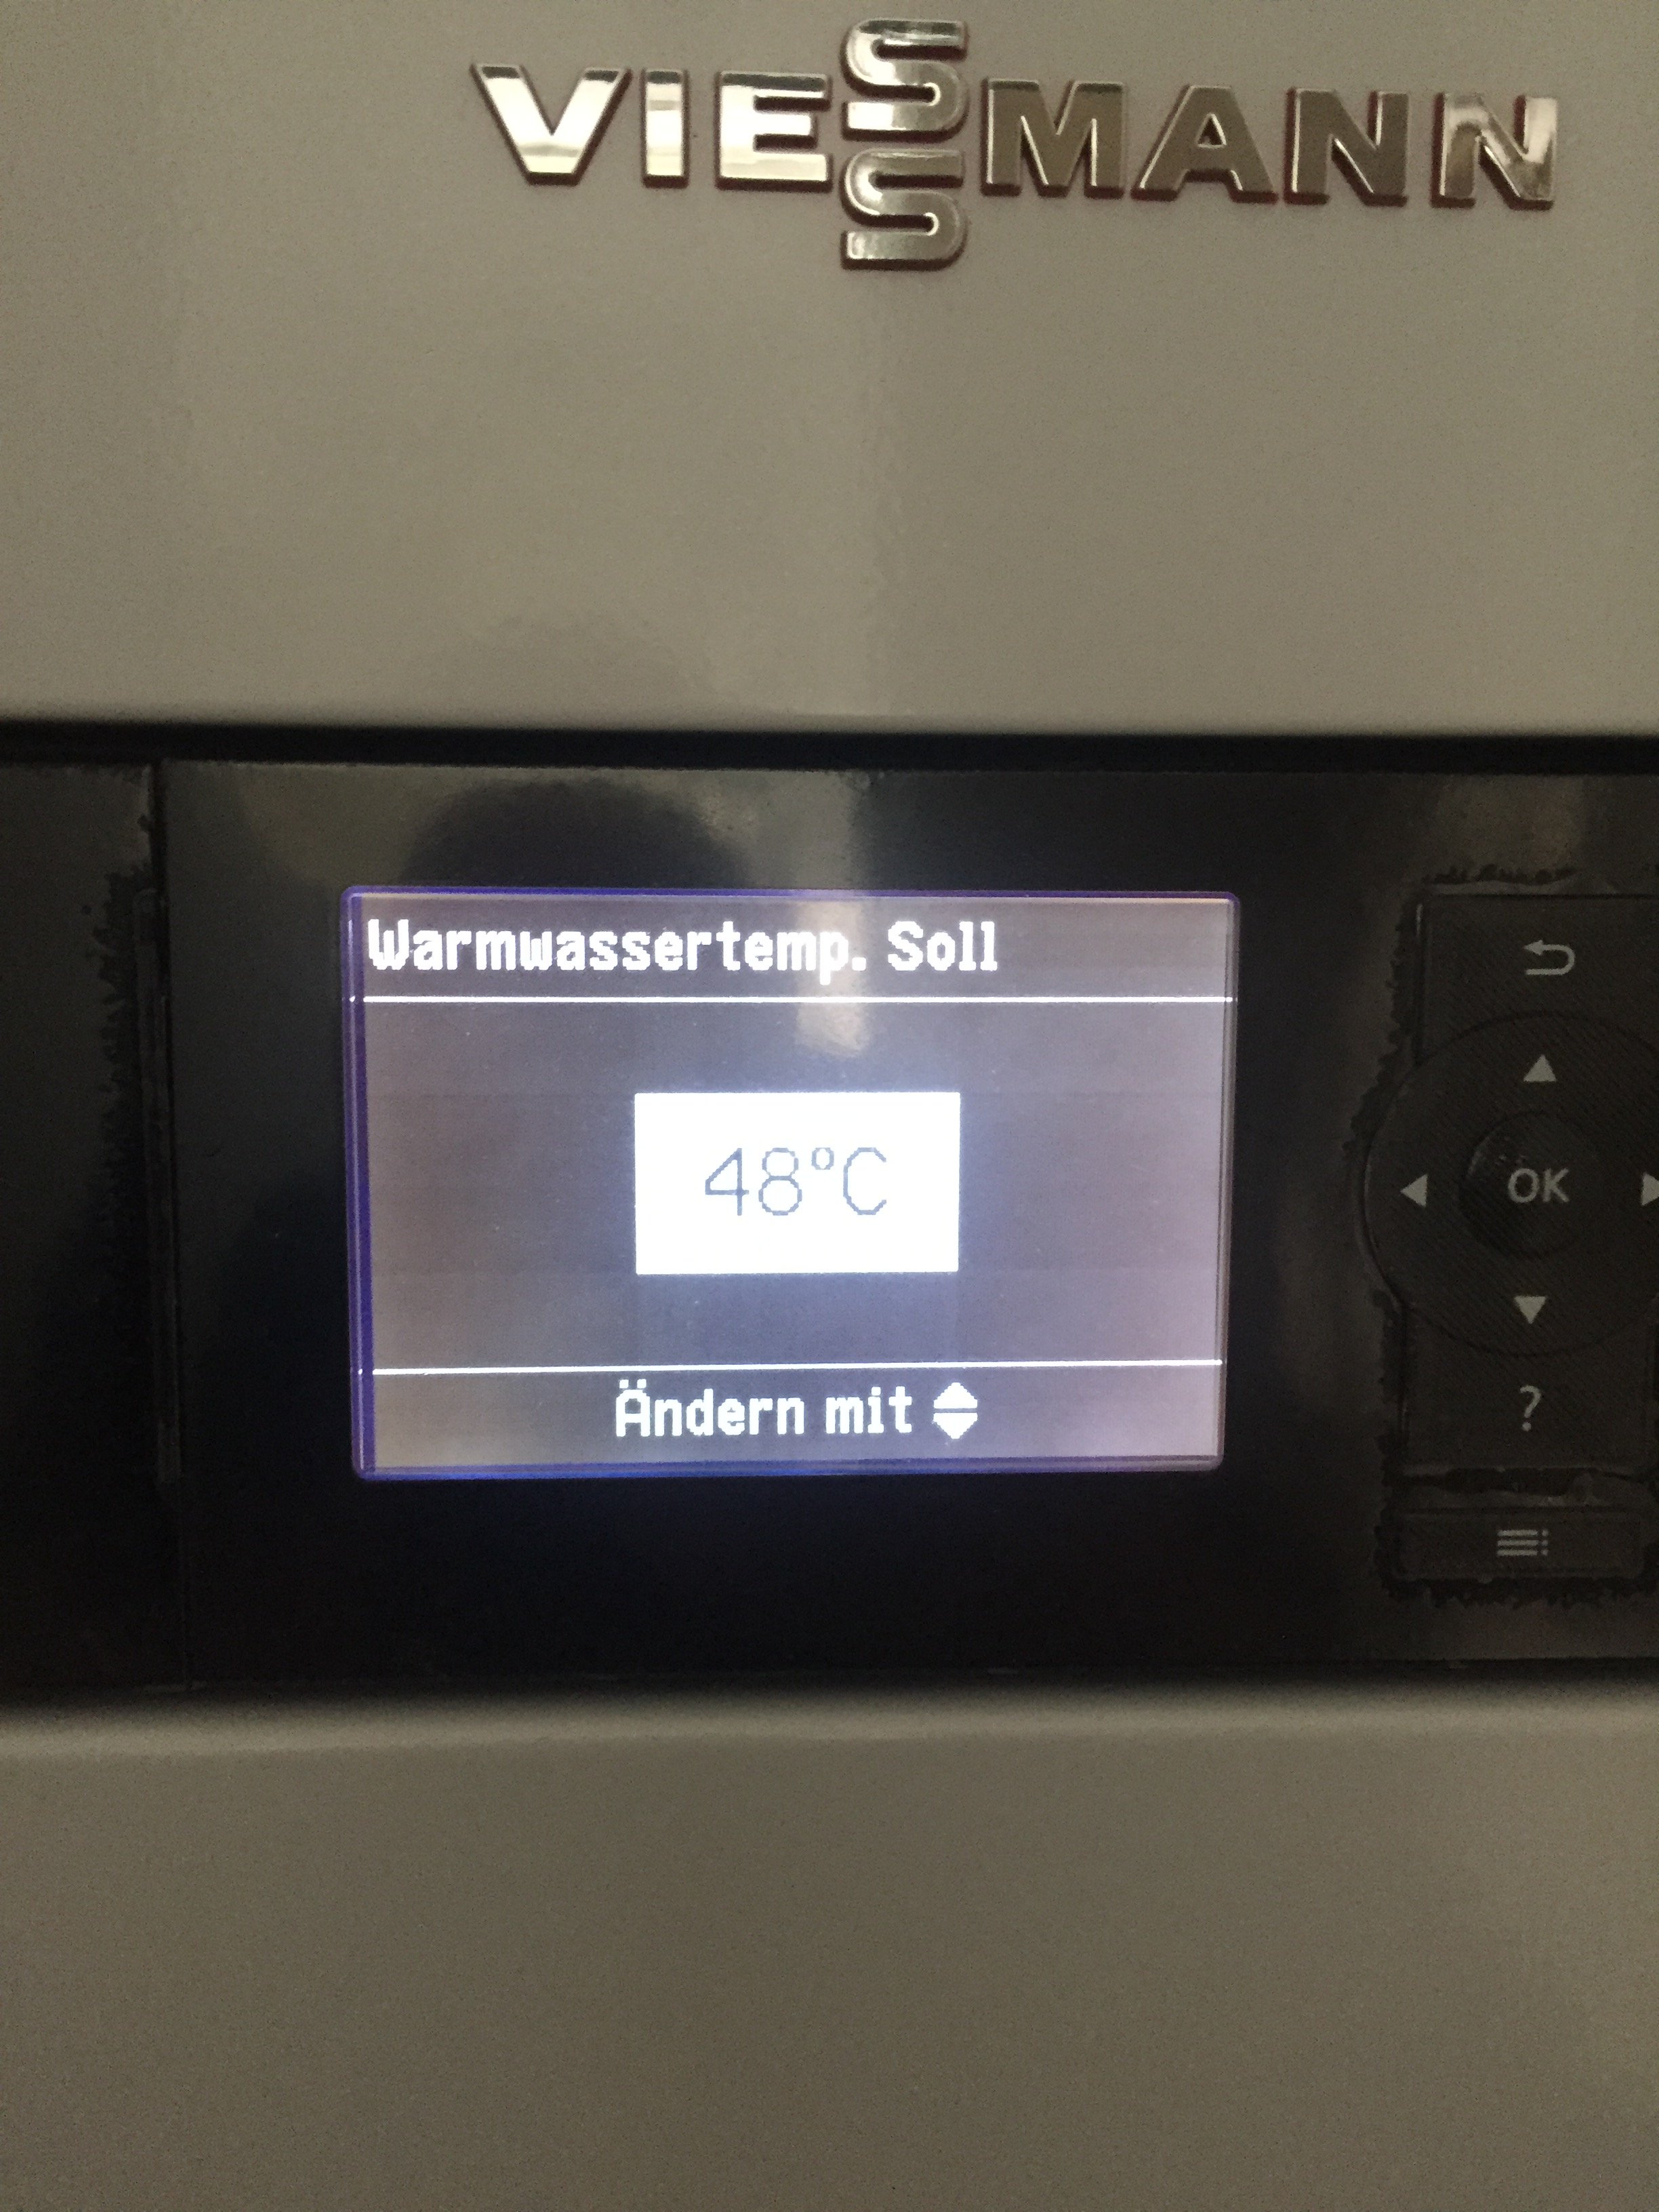 VIESSMANN
Warmwassertemp. Soll
48°C
Ändern mit
OK
?